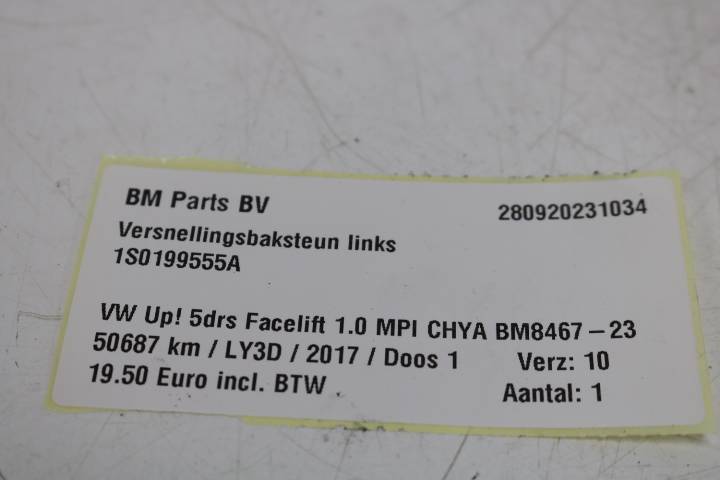 BM Parts BV 280920231034
Versnellingsbaksteun links
1S0199555A
VW Up! 5drs Facelift 1.0 MPI CHYA BM8467-23
50687 km / LY3D / 2017 / Doos 1 Verz: 10
19.50 Euro incl. BTW Aantal: 1